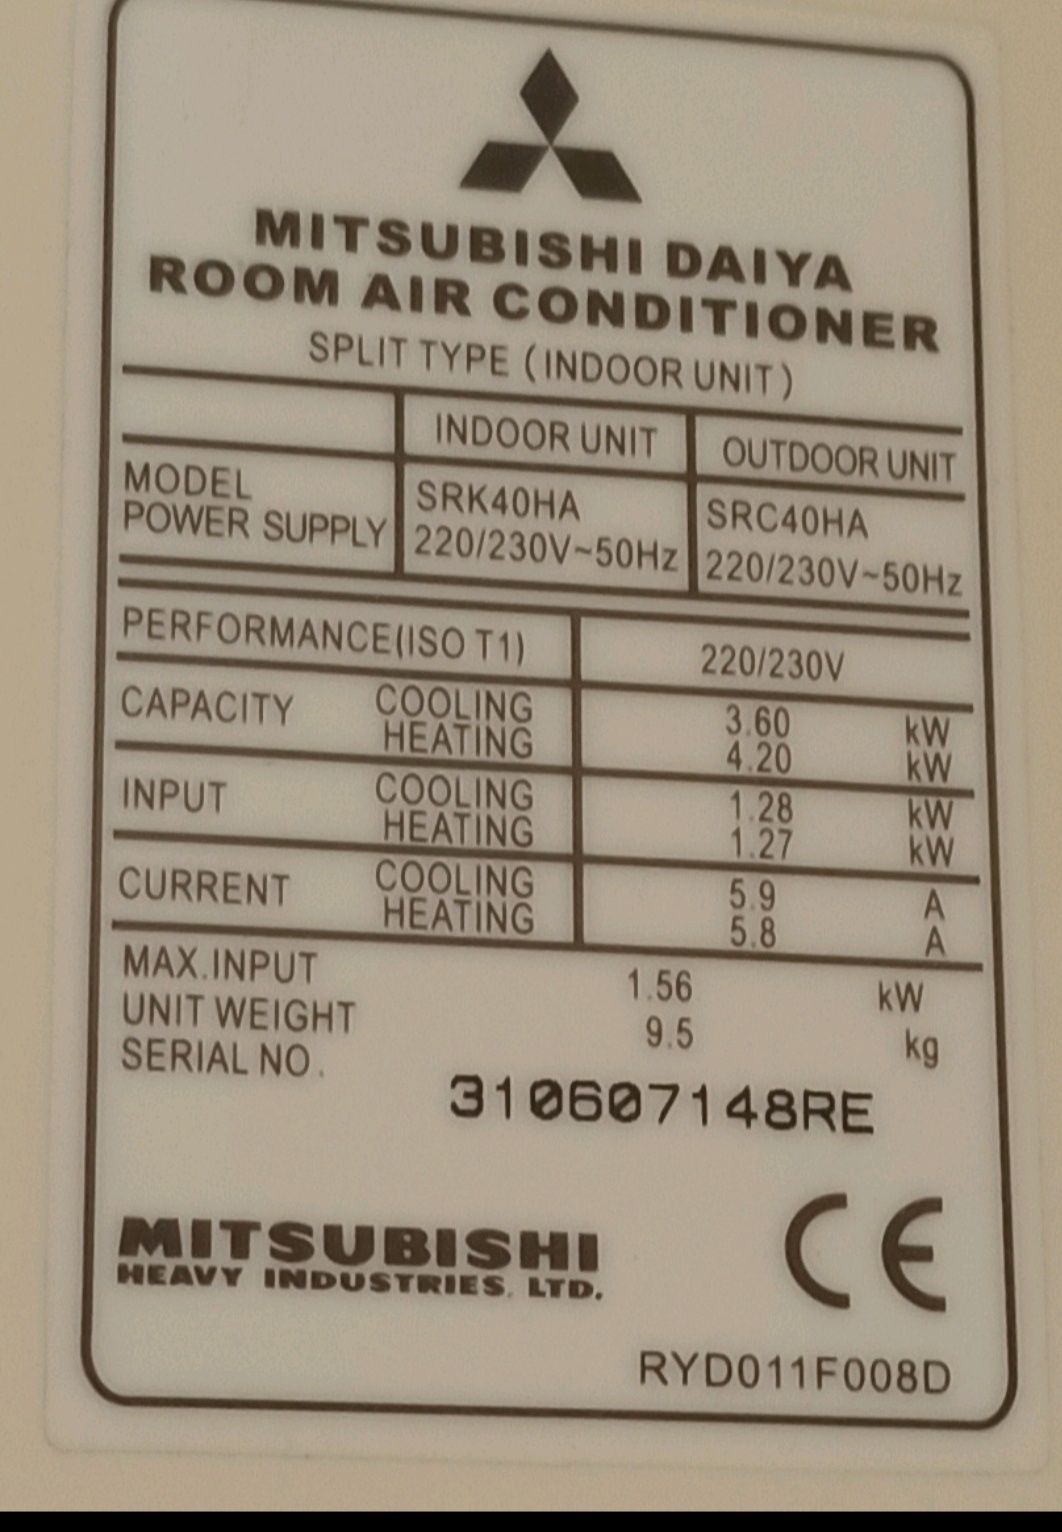 MITSUBISHI DAIYA
ROOM AIR CONDITIONER
SPLIT TYPE (INDOOR UNIT)
INDOOR UNIT OUTDOOR UNIT
MODEL SRK40HA SRC40HA
POWER SUPPLY 220/230V~50Hz 220/230V~50Hz
PERFORMANCE(ISO T1) 220/230V
CAPACITY COOLING 3.60 kW
HEATING 4.20 kW
INPUT COOLING 1.28 kW
HEATING 1.27 kW
CURRENT COOLING 5.9 A
HEATING 5.8 A
MAX.INPUT 1.56 kW
UNIT WEIGHT 9.5 kg
SERIAL NO.
310607148RE
MITSUBISHI
HEAVY INDUSTRIES, LTD.
CE
RYD011F008D